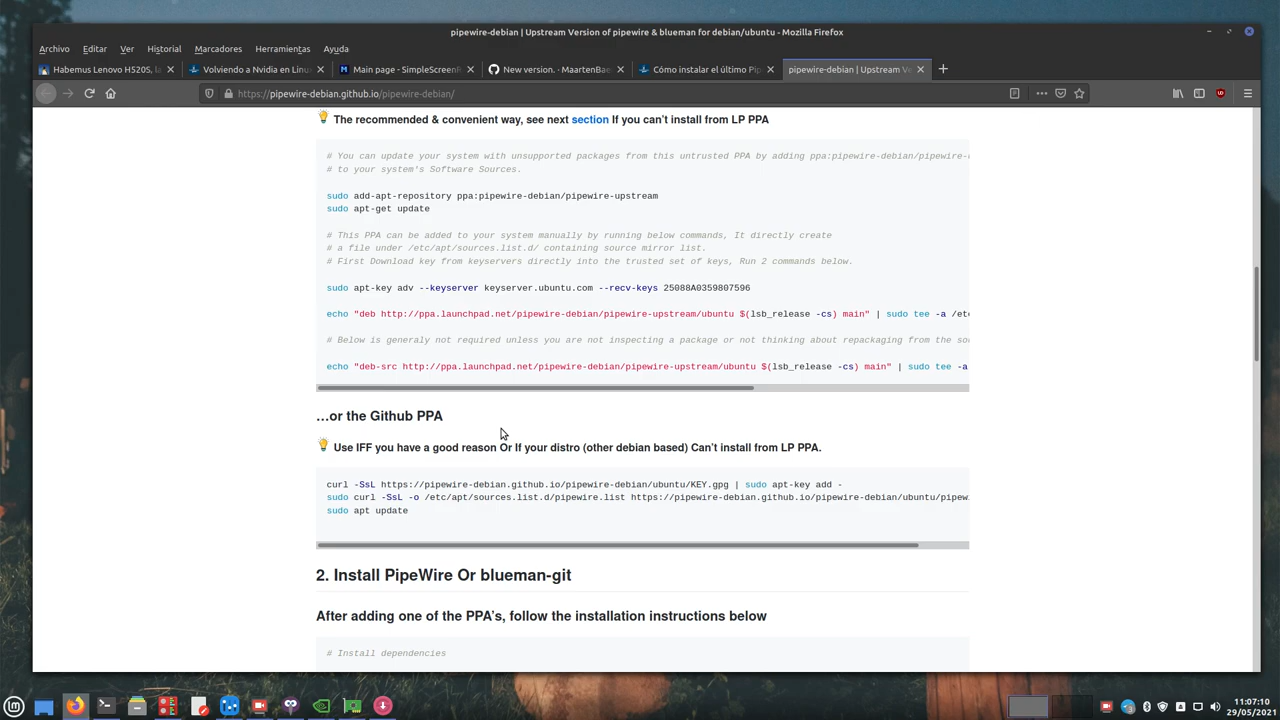 pipewire-debian | Upstream Version of pipewire & blueman for debian/ubuntu - Mozilla Firefox
Archivo Editar Ver Historial Marcadores Herramientas Ayuda
Habemus Lenovo H520S, la
Volviendo a Nvidia en Linux
Main page - SimpleScreenR
New version. · MaartenBae
Cómo instalar el último Pip
pipewire-debian | Upstream Ve
https://pipewire-debian.github.io/pipewire-debian/
The recommended & convenient way, see next section If you can't install from LP PPA
# You can update your system with unsupported packages from this untrusted PPA by adding ppa:pipewire-debian/pipewire-
# to your system's Software Sources.
sudo add-apt-repository ppa:pipewire-debian/pipewire-upstream
sudo apt-get update
# This PPA can be added to your system manually by running below commands, It directly create
# a file under /etc/apt/sources.list.d/ containing source mirror list.
# First Download key from keyservers directly into the trusted set of keys, Run 2 commands below.
sudo apt-key adv --keyserver keyserver.ubuntu.com --recv-keys 25088A0359807596
echo "deb http://ppa.launchpad.net/pipewire-debian/pipewire-upstream/ubuntu $(lsb_release -cs) main" | sudo tee -a /etc
# Below is generaly not required unless you are not inspecting a package or not thinking about repackaging from the sou
echo "deb-src http://ppa.launchpad.net/pipewire-debian/pipewire-upstream/ubuntu $(lsb_release -cs) main" | sudo tee -a
…or the Github PPA
Use IFF you have a good reason Or If your distro (other debian based) Can't install from LP PPA.
curl -SsL https://pipewire-debian.github.io/pipewire-debian/ubuntu/KEY.gpg | sudo apt-key add -
sudo curl -SsL -o /etc/apt/sources.list.d/pipewire.list https://pipewire-debian.github.io/pipewire-debian/ubuntu/pipew
sudo apt update
2. Install PipeWire Or blueman-git
After adding one of the PPA's, follow the installation instructions below
# Install dependencies
11:07:10
29/05/2021